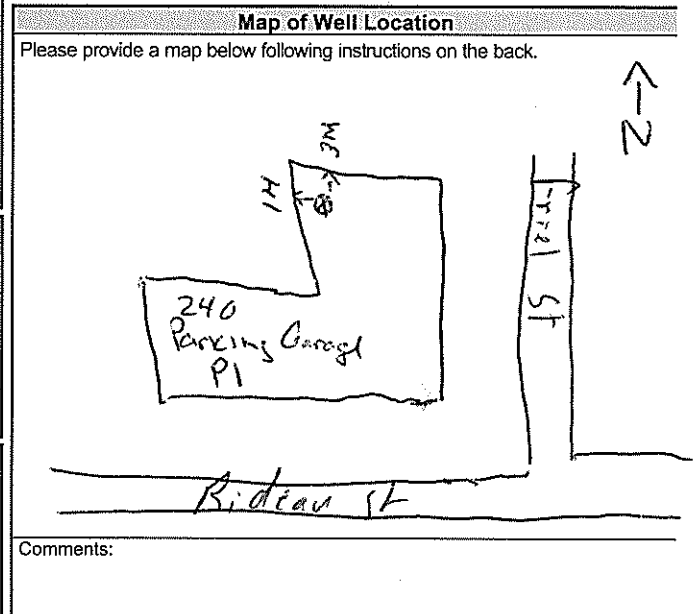 Map of Well Location
Please provide a map below following instructions on the back.
N
3M
1M
240
Parking Garage
P1
St
Rideau St
Comments: